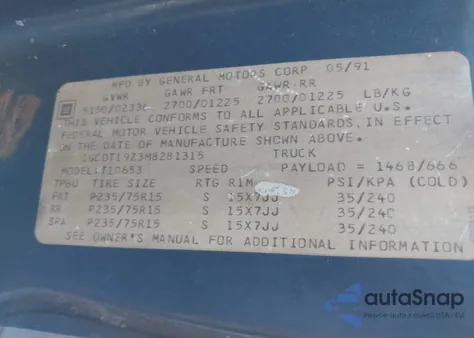 MFD BY GENERAL MOTORS CORP 05/91
GVWR GAWR FRT GAWR RR
5150/02336 2700/01225 2700/01225 LB/KG
THIS VEHICLE CONFORMS TO ALL APPLICABLE U.S.
FEDERAL MOTOR VEHICLE SAFETY STANDARDS, IN EFFECT
ON THE DATE OF MANUFACTURE SHOWN ABOVE.
1GCDT19Z3M8281315 TRUCK
MODEL: T10653 SPEED PAYLOAD = 1468/666
TPBU TIRE SIZE RTG RIM PSI/KPA (COLD)
FRT P235/75R15 S 15X7JJ 35/240
RR P235/75R15 S 15X7JJ 35/240
SPA P235/75R15 S 15X7JJ 35/240
SEE OWNER'S MANUAL FOR ADDITIONAL INFORMATION
autoSnap